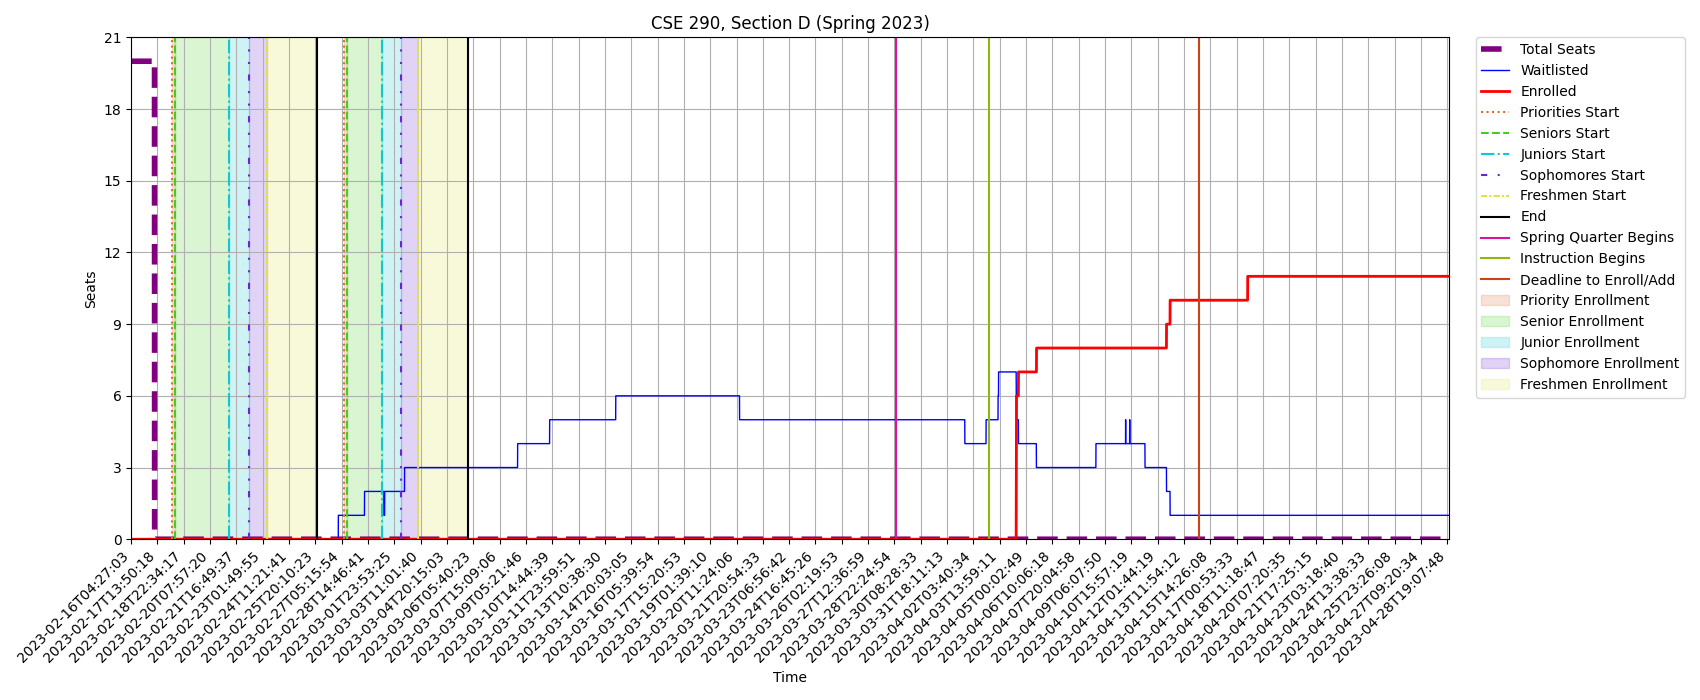 CSE 290, Section D (Spring 2023)
21
18
15
12
9
6
3
0
Seats
2023-02-16T04:27:03
2023-02-17T13:50:18
2023-02-18T22:34:17
2023-02-20T07:57:20
2023-02-21T16:49:37
2023-02-23T01:49:55
2023-02-24T11:21:41
2023-02-25T20:10:23
2023-02-27T05:15:54
2023-02-28T14:46:41
2023-03-01T23:53:25
2023-03-03T11:01:40
2023-03-04T20:15:03
2023-03-06T05:40:23
2023-03-07T15:09:06
2023-03-09T05:21:46
2023-03-10T14:44:39
2023-03-11T23:59:51
2023-03-13T10:38:30
2023-03-14T20:03:05
2023-03-16T05:39:54
2023-03-17T15:20:53
2023-03-19T01:39:10
2023-03-20T11:24:06
2023-03-21T20:54:33
2023-03-23T06:56:42
2023-03-24T16:45:26
2023-03-26T02:19:53
2023-03-27T12:36:59
2023-03-28T22:24:54
2023-03-30T08:28:33
2023-03-31T18:11:13
2023-04-02T03:40:34
2023-04-03T13:59:11
2023-04-05T00:02:49
2023-04-06T10:06:18
2023-04-07T20:04:58
2023-04-09T06:07:50
2023-04-10T15:57:19
2023-04-12T01:44:19
2023-04-13T11:54:12
2023-04-15T14:26:08
2023-04-17T00:53:33
2023-04-18T11:18:47
2023-04-20T07:20:35
2023-04-21T17:25:15
2023-04-23T03:18:40
2023-04-24T13:38:33
2023-04-25T23:26:08
2023-04-27T09:20:34
2023-04-28T19:07:48
Time
Total Seats
Waitlisted
Enrolled
Priorities Start
Seniors Start
Juniors Start
Sophomores Start
Freshmen Start
End
Spring Quarter Begins
Instruction Begins
Deadline to Enroll/Add
Priority Enrollment
Senior Enrollment
Junior Enrollment
Sophomore Enrollment
Freshmen Enrollment